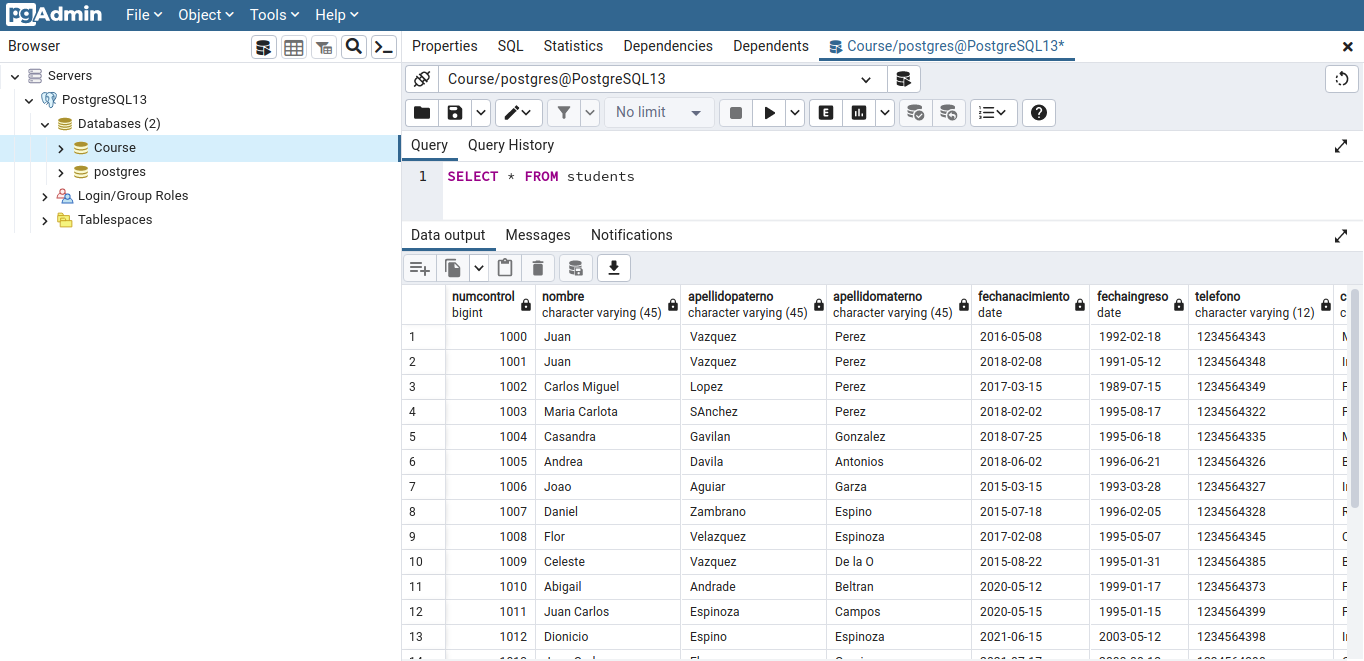 pgAdmin File Object Tools Help
Browser
Properties SQL Statistics Dependencies Dependents Course/postgres@PostgreSQL13*
Servers
PostgreSQL13
Databases (2)
Course
postgres
Login/Group Roles
Tablespaces
Course/postgres@PostgreSQL13
No limit
E
Query Query History
1 SELECT * FROM students
Data output Messages Notifications
numcontrol nombre apellidopaterno apellidomaterno fechanacimiento fechaingreso telefono
bigint character varying (45) character varying (45) character varying (45) date date character varying (12)
1 1000 Juan Vazquez Perez 2016-05-08 1992-02-18 1234564343
2 1001 Juan Vazquez Perez 2018-02-08 1991-05-12 1234564348
3 1002 Carlos Miguel Lopez Perez 2017-03-15 1989-07-15 1234564349
4 1003 Maria Carlota SAnchez Perez 2018-02-02 1995-08-17 1234564322
5 1004 Casandra Gavilan Gonzalez 2018-07-25 1995-06-18 1234564335
6 1005 Andrea Davila Antonios 2018-06-02 1996-06-21 1234564326
7 1006 Joao Aguiar Garza 2015-03-15 1993-03-28 1234564327
8 1007 Daniel Zambrano Espino 2015-07-18 1996-02-05 1234564328
9 1008 Flor Velazquez Espinoza 2017-02-08 1995-05-07 1234564345
10 1009 Celeste Vazquez De la O 2015-08-22 1995-01-31 1234564385
11 1010 Abigail Andrade Beltran 2020-05-12 1999-01-17 1234564373
12 1011 Juan Carlos Espinoza Campos 2020-05-15 1995-01-15 1234564399
13 1012 Dionicio Espino Espinoza 2021-06-15 2003-05-12 1234564398